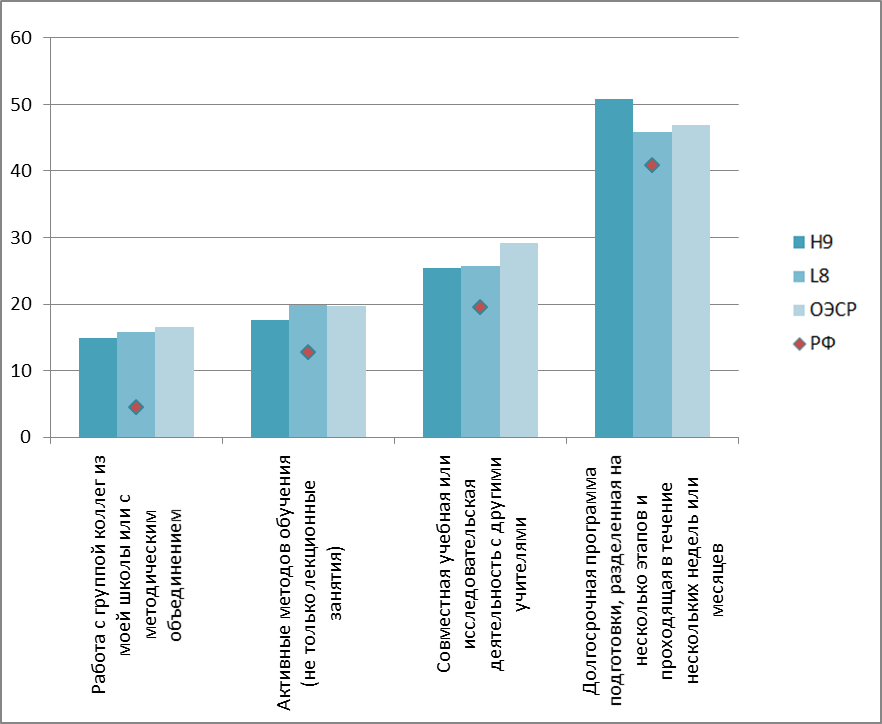 60
50
40
30
20
10
0
Работа с группой коллег из
моей школы или с
методическим
объединением
Активные методов обучения
(не только лекционные
занятия)
Совместная учебная или
исследовательская
деятельность с другими
учителями
Долгосрочная программа
подготовки, разделенная на
несколько этапов и
проходящая в течение
нескольких недель или
месяцев
H9
L8
ОЭСР
РФ